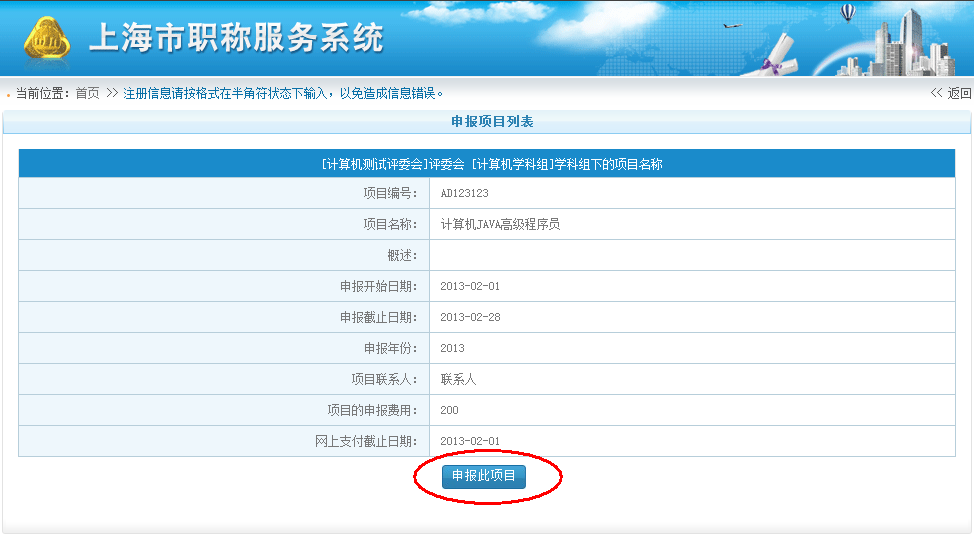 上海市职称服务系统
当前位置：首页 >> 注册信息请按格式在半角符状态下输入，以免造成信息错误。 << 返回
申报项目列表
[计算机测试评委会]评委会 [计算机学科组]学科组下的项目名称
项目编号： AD123123
项目名称： 计算机JAVA高级程序员
概述：
申报开始日期： 2013-02-01
申报截止日期： 2013-02-28
申报年份： 2013
项目联系人： 联系人
项目的申报费用： 200
网上支付截止日期： 2013-02-01
申报此项目